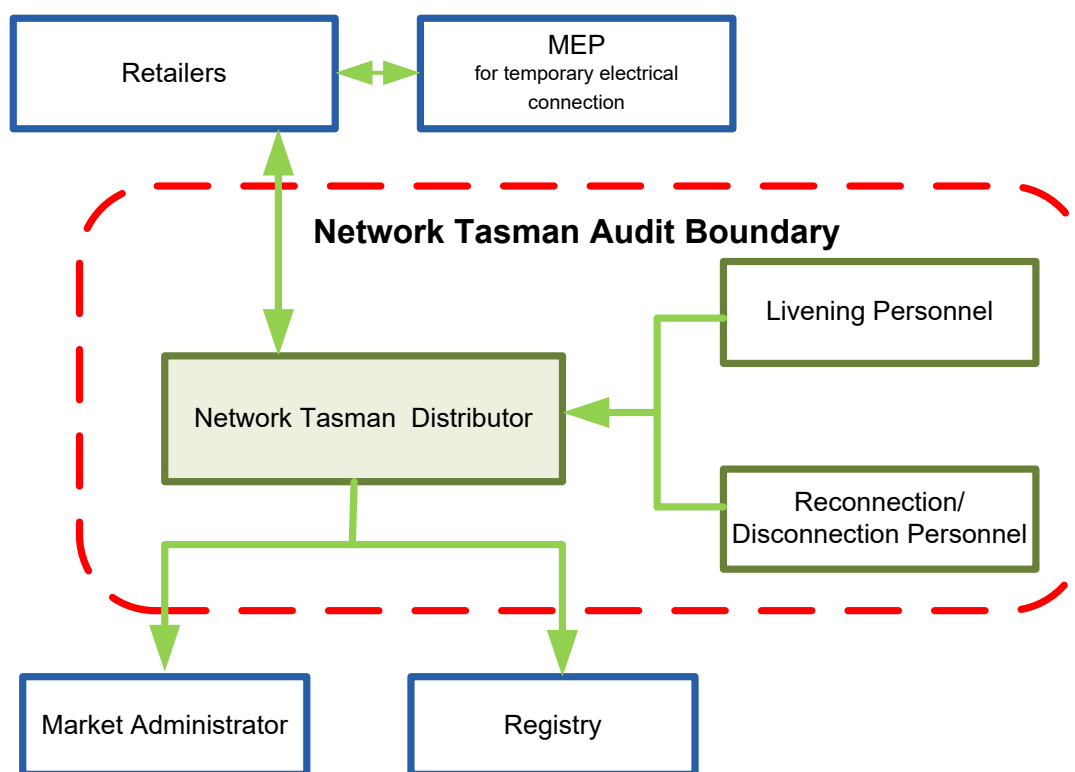 Retailers
MEP
for temporary electrical
connection
Network Tasman Audit Boundary
Livening Personnel
Network Tasman Distributor
Reconnection/
Disconnection Personnel
Market Administrator
Registry